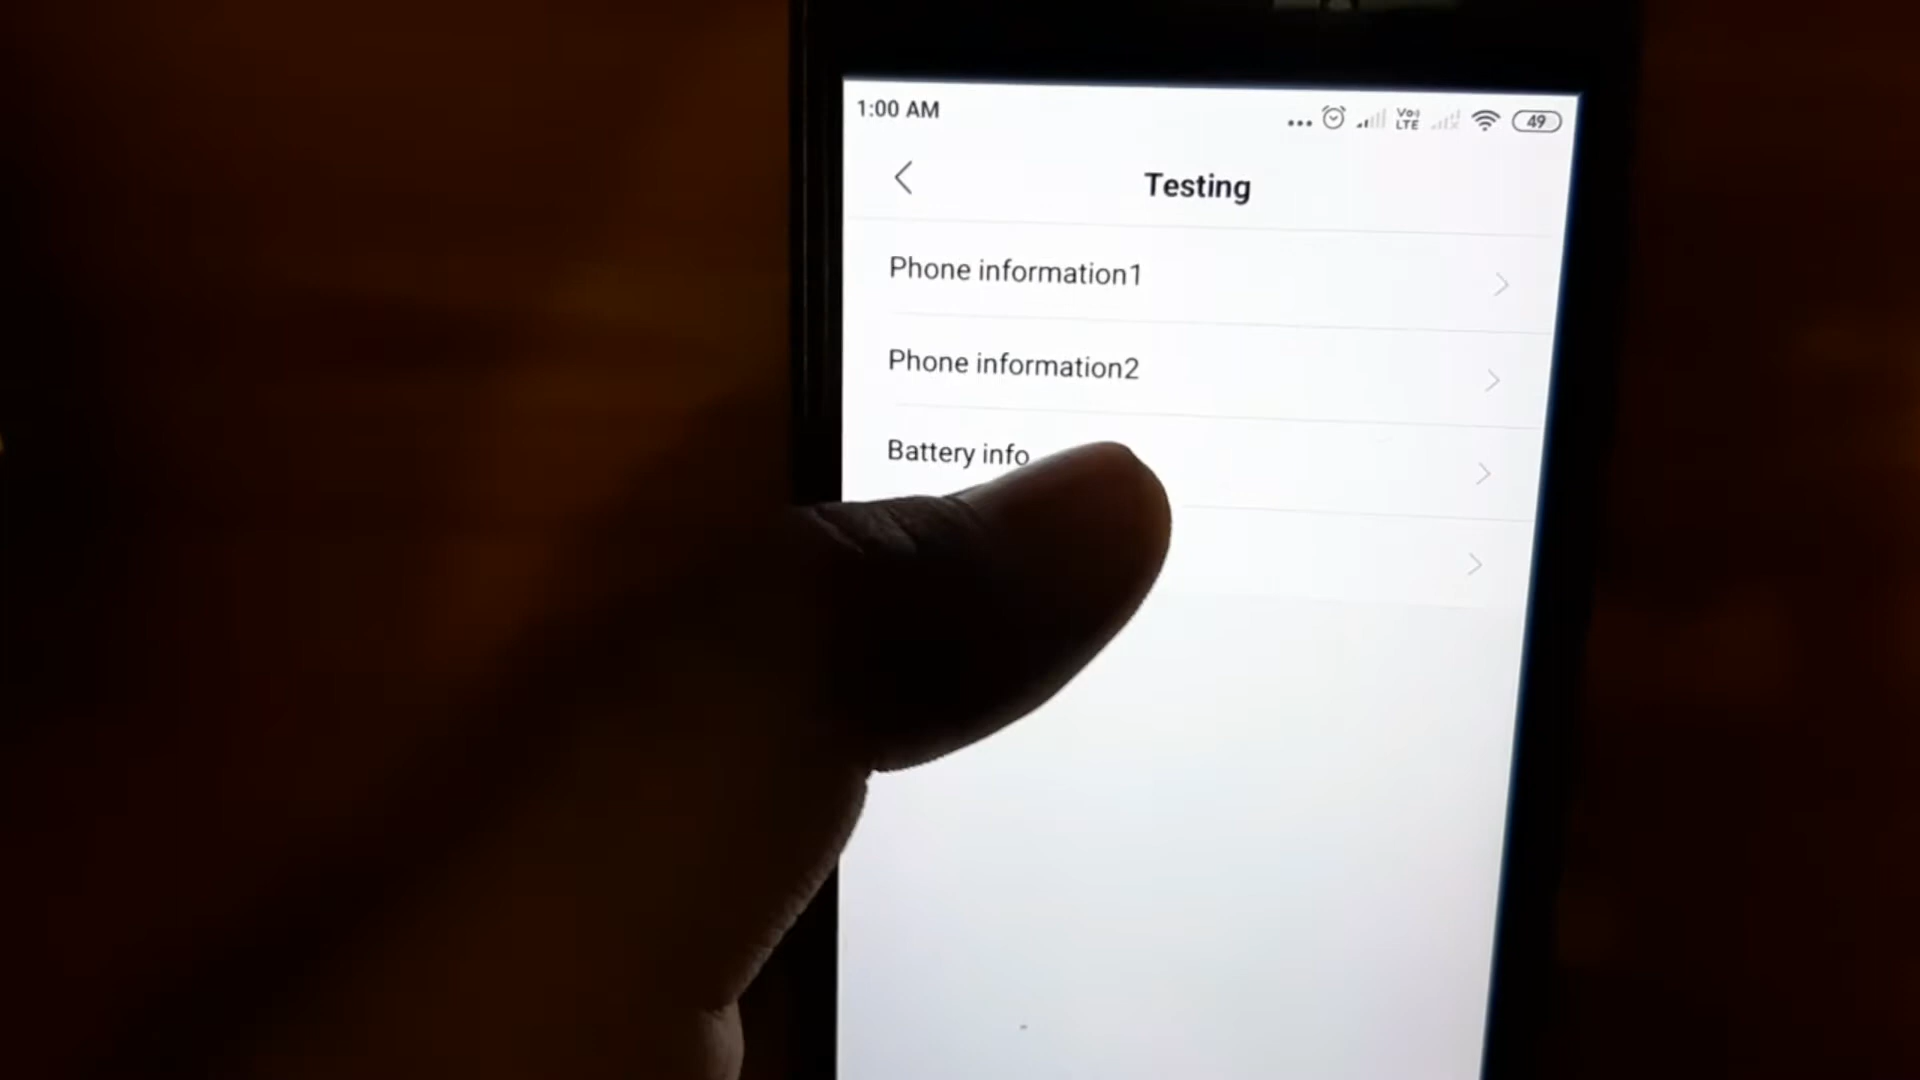 1:00 AM
Vo)
LTE
49
Testing
Phone information1
Phone information2
Battery info